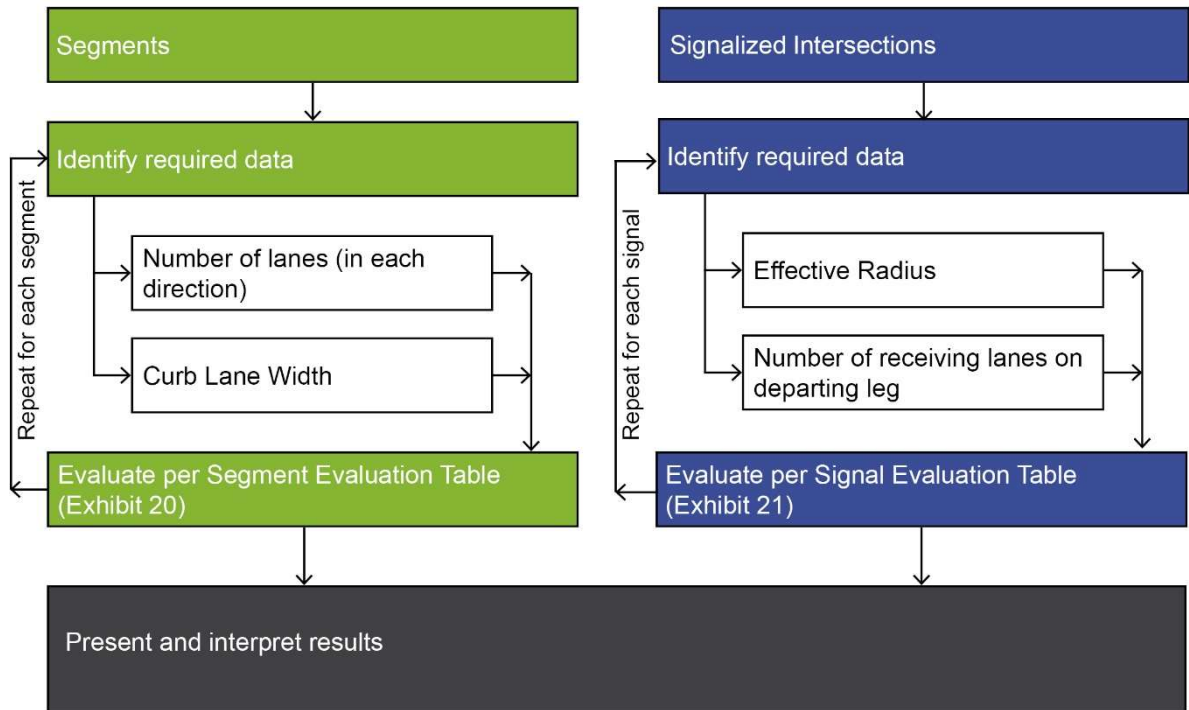 Segments
Identify required data
Repeat for each segment
Number of lanes (in each
direction)
Curb Lane Width
Evaluate per Segment Evaluation Table
(Exhibit 20)
Signalized Intersections
Identify required data
Repeat for each signal
Effective Radius
Number of receiving lanes on
departing leg
Evaluate per Signal Evaluation Table
(Exhibit 21)
Present and interpret results